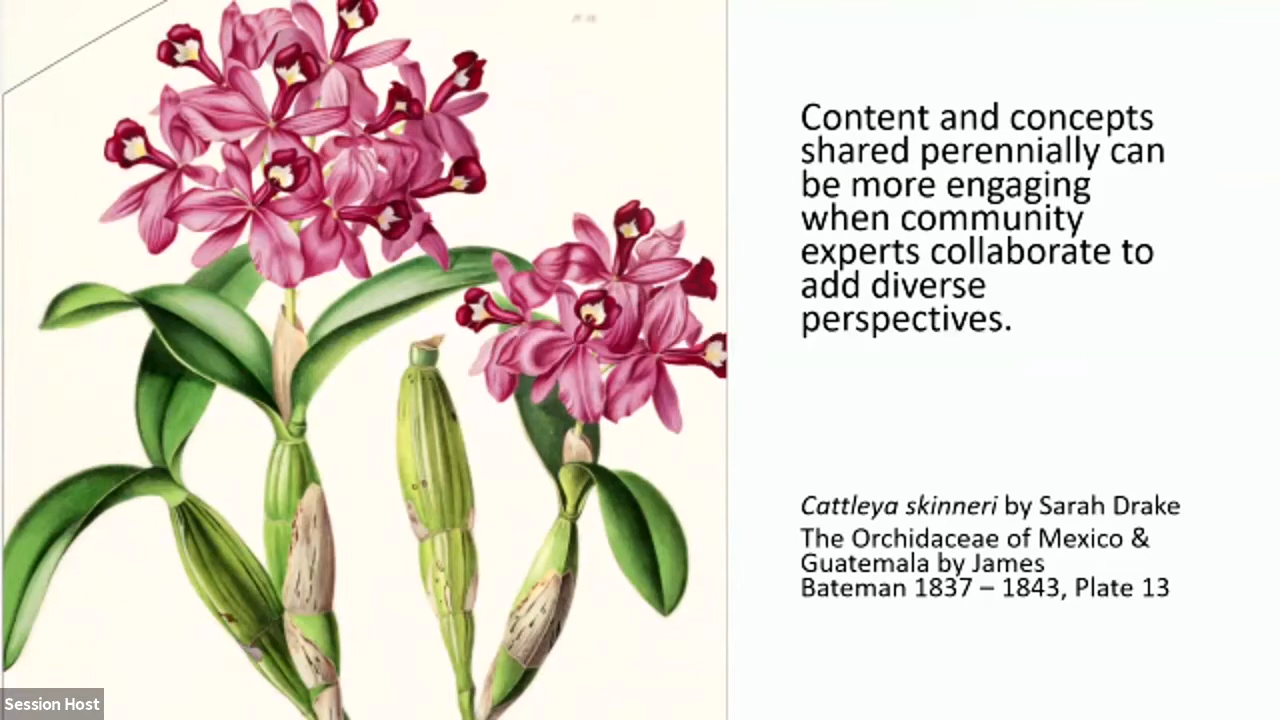 Content and concepts
shared perennially can
be more engaging
when community
experts collaborate to
add diverse
perspectives.
Cattleya skinneri by Sarah Drake
The Orchidaceae of Mexico &
Guatemala by James
Bateman 1837 – 1843, Plate 13
Session Host